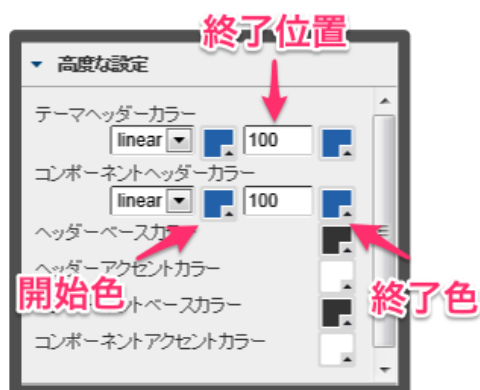 終了位置
高度な設定
テーマヘッダーカラー
linear 100
コンポーネントヘッダーカラー
linear 100
ヘッダーベースカラ
ヘッダーアクセントカラー
開始色
終了色
ントベースカラー
コンポーネントアクセントカラー